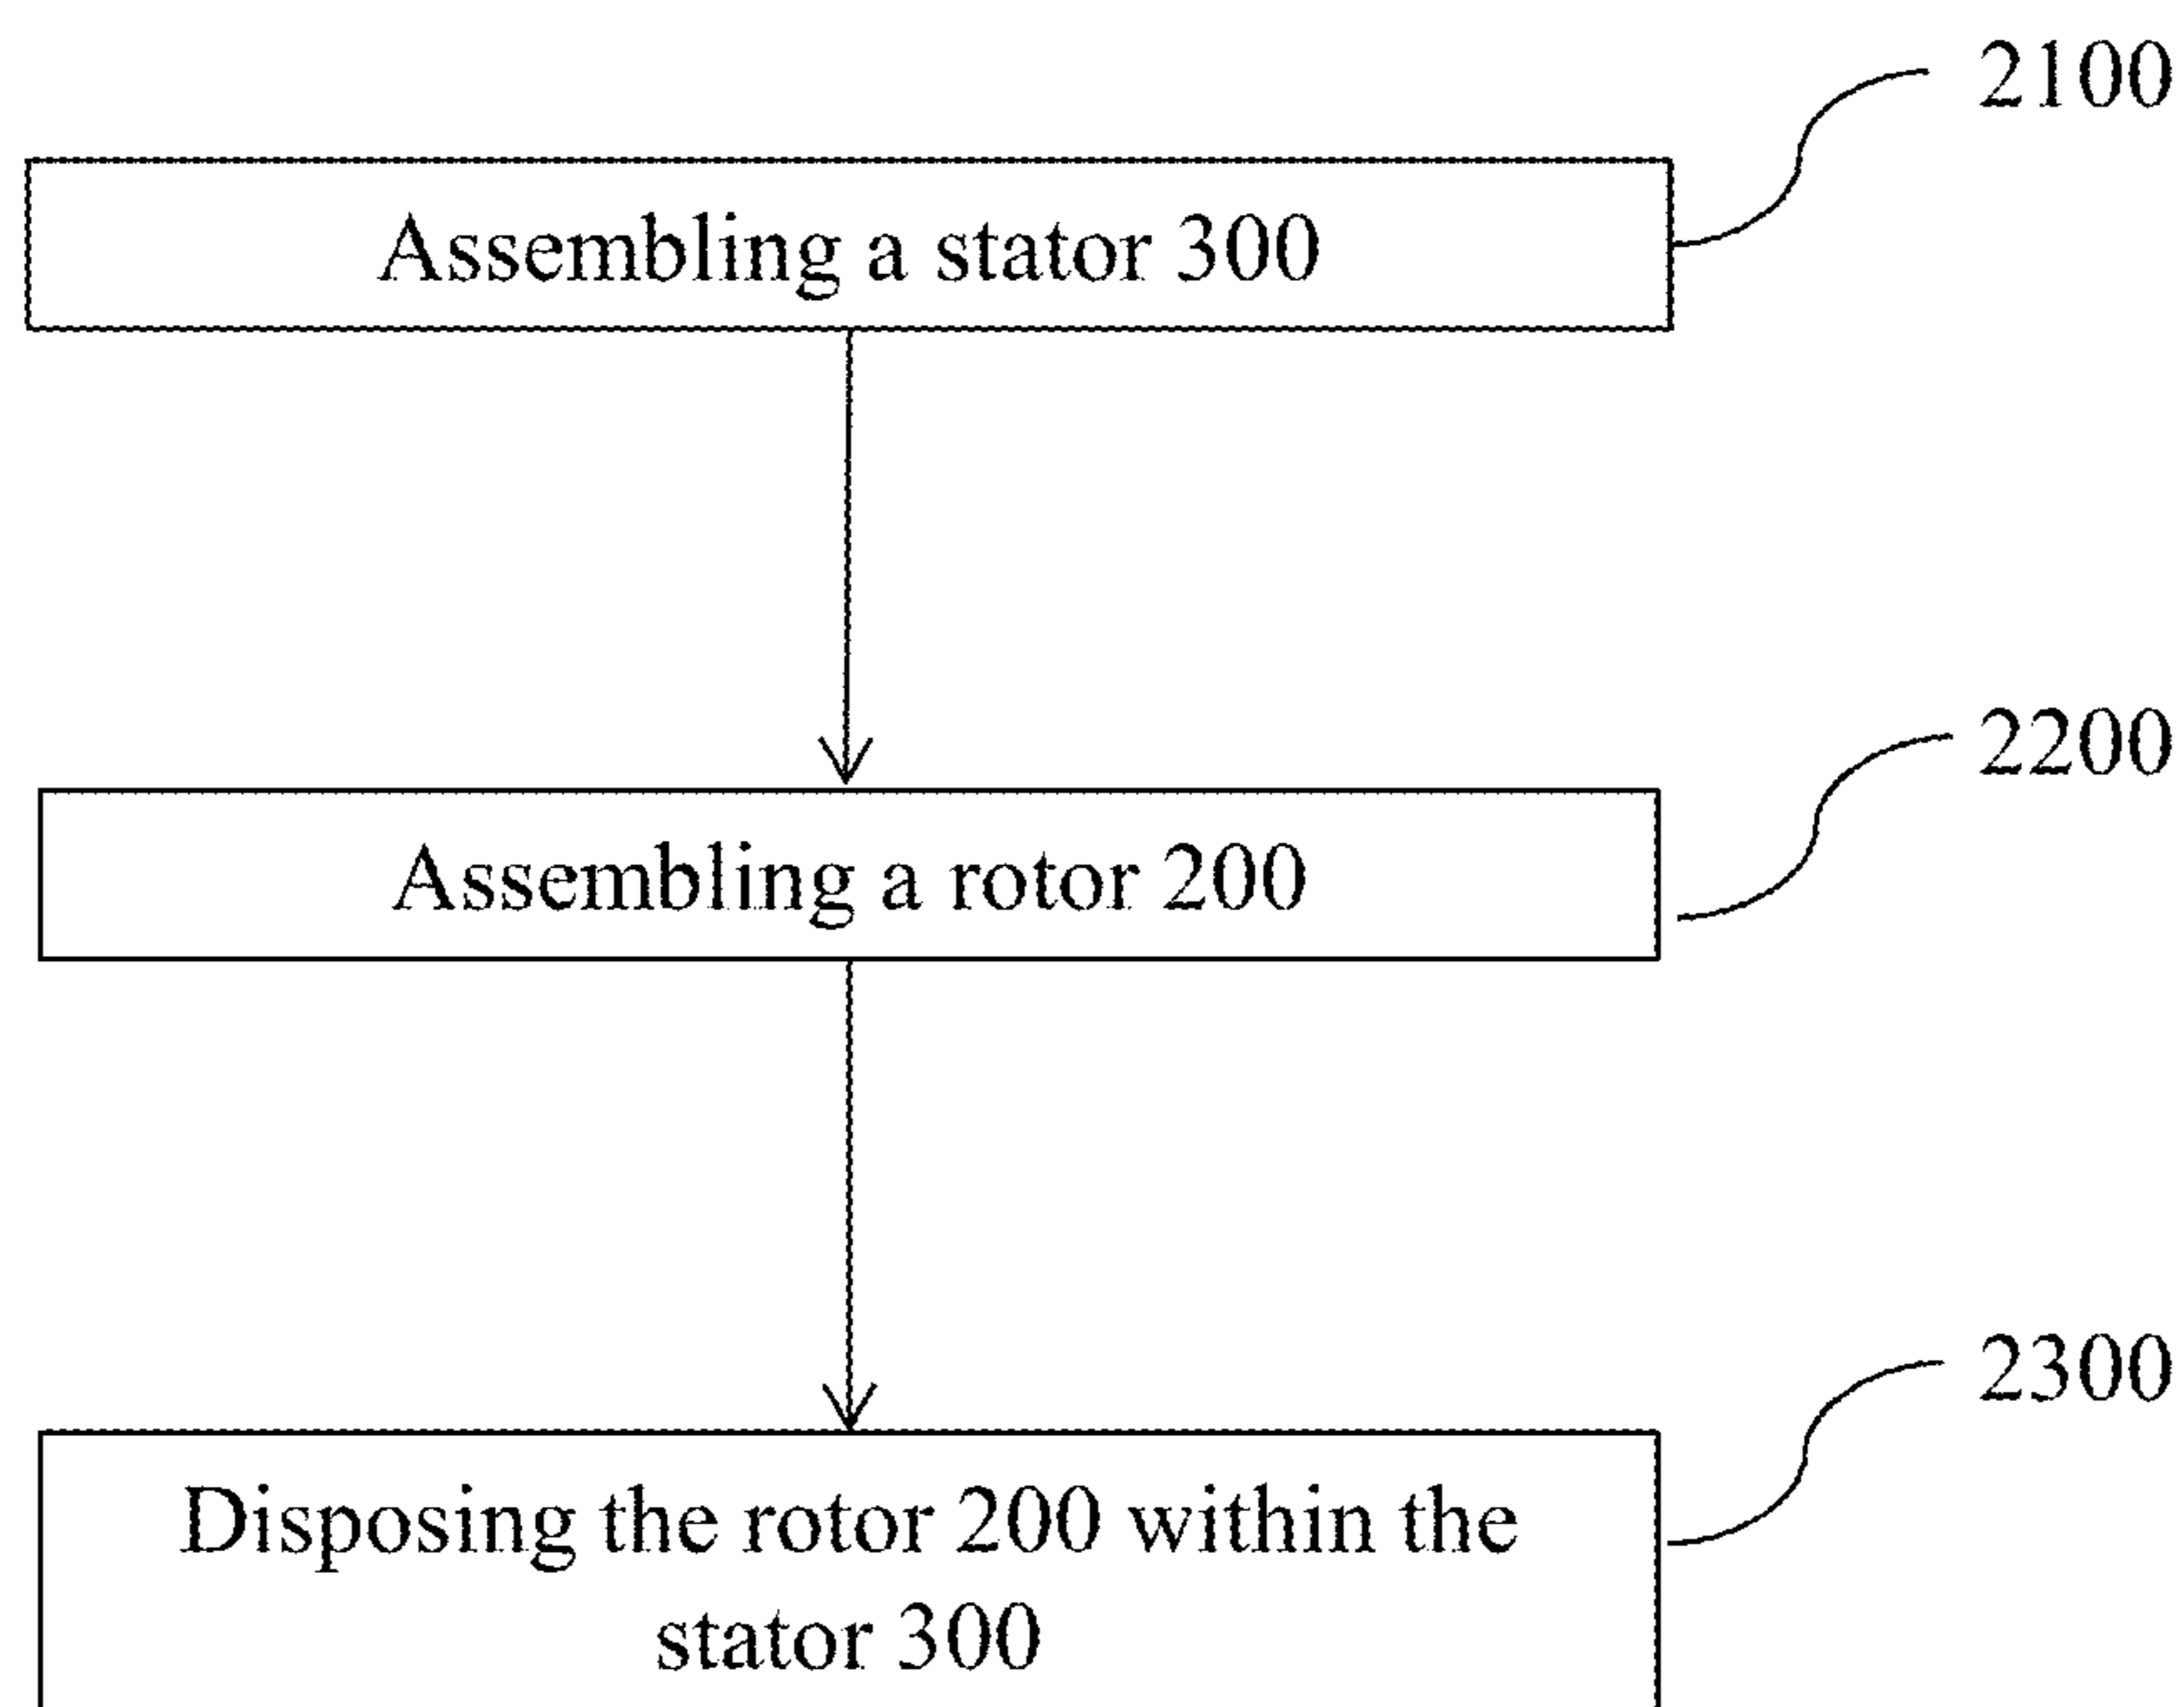 2100
Assembling a stator 300
2200
Assembling a rotor 200
2300
Disposing the rotor 200 within the
stator 300